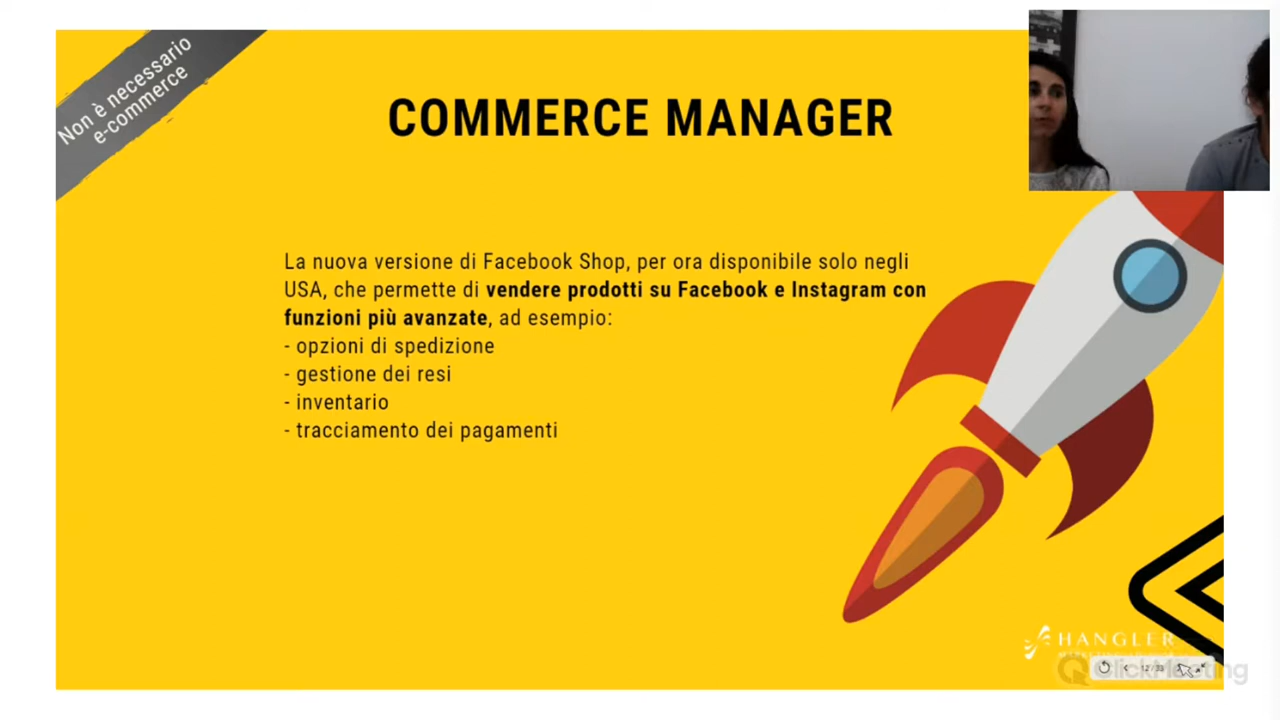 Non è necessario
e-commerce
COMMERCE MANAGER
La nuova versione di Facebook Shop, per ora disponibile solo negli
USA, che permette di vendere prodotti su Facebook e Instagram con
funzioni più avanzate, ad esempio:
- opzioni di spedizione
- gestione dei resi
- inventario
- tracciamento dei pagamenti
HANGLER
ClickMeeting